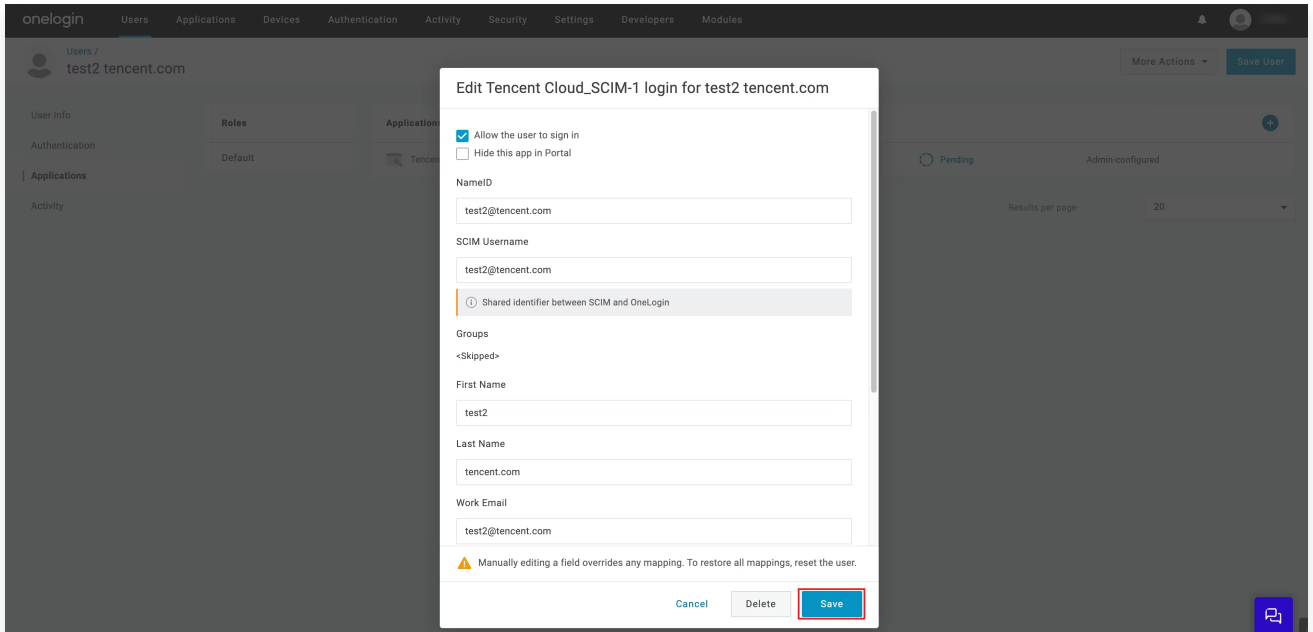 onelogin Users Applications Devices Authentication Activity Security Settings Developers Modules
Users /
test2 tencent.com
More Actions
Save User
User Info
Authentication
Applications
Activity
Roles
Default
Application
Tencen
Pending
Admin-configured
Results per page
20
Edit Tencent Cloud_SCIM-1 login for test2 tencent.com
Allow the user to sign in
Hide this app in Portal
NameID
test2@tencent.com
SCIM Username
test2@tencent.com
Shared identifier between SCIM and OneLogin
Groups
<Skipped>
First Name
test2
Last Name
tencent.com
Work Email
test2@tencent.com
Manually editing a field overrides any mapping. To restore all mappings, reset the user.
Cancel
Delete
Save